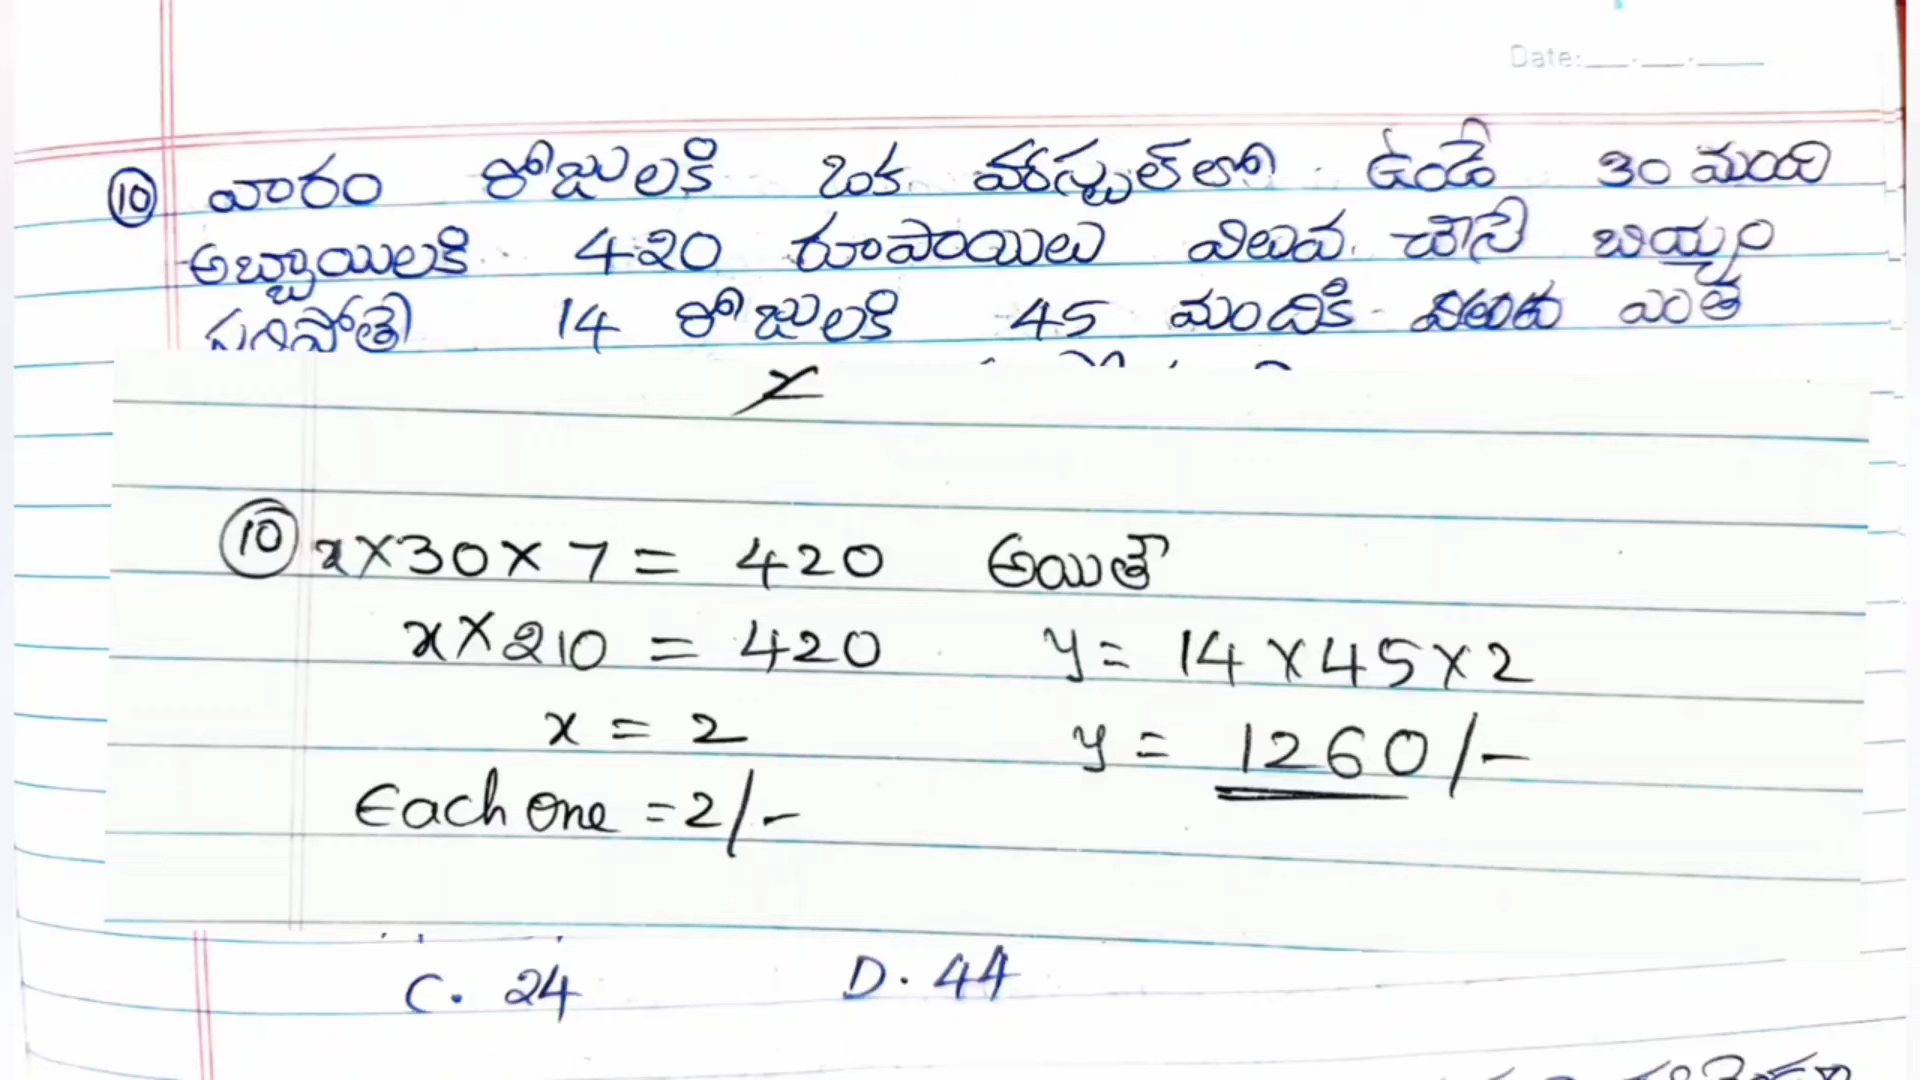 Date:
10 వారం రోజులకి ఒక హాస్టల్‌లో ఉండే 30 మంది
అబ్బాయిలకి 420 రూపాయిలు విలువ చేసే బియ్యం
సరిపోతే 14 రోజులకి 45 మందికి ఎంత
10 x×30×7 = 420 అయితే
x×210 = 420 y = 14×45×2
x = 2 y = 1260/-
Each one = 2/-
C. 24 D. 44